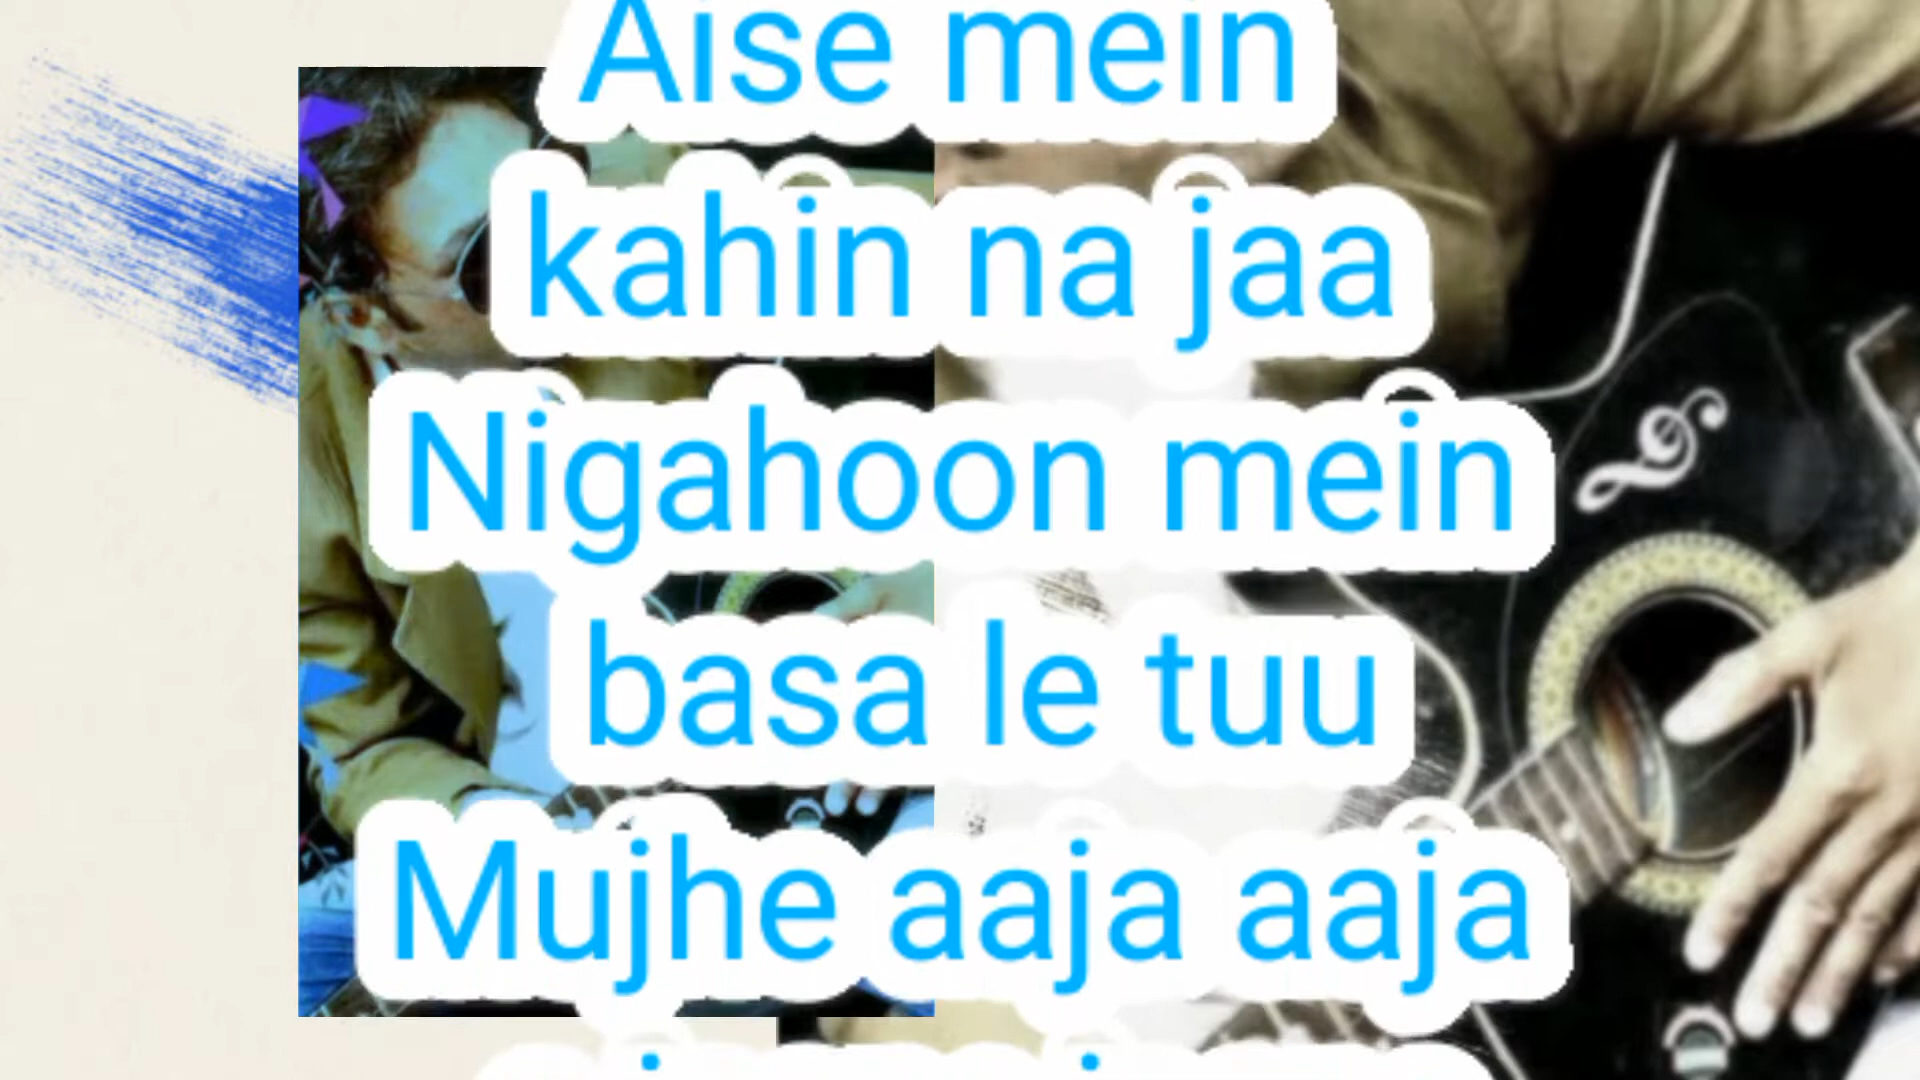 Aise mein
kahin na jaa
Nigahoon mein
basa le tuu
Mujhe aaja aaja